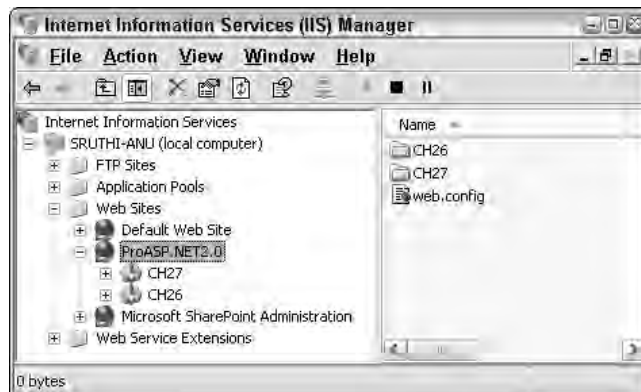 Internet Information Services (IIS) Manager
File Action View Window Help
Internet Information Services
SRUTHI-ANU (local computer)
FTP Sites
Application Pools
Web Sites
Default Web Site
ProASP.NET2.0
CH27
CH26
Microsoft SharePoint Administration
Web Service Extensions
Name
CH26
CH27
web.config
0 bytes